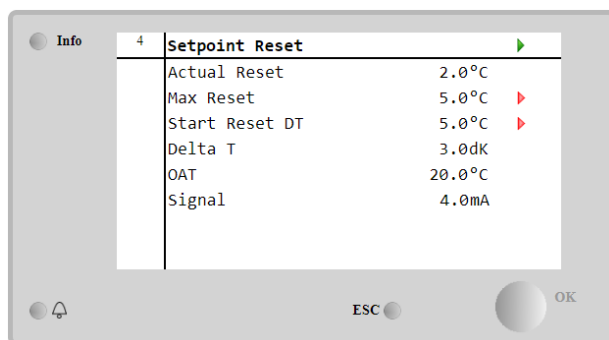 Info
4 Setpoint Reset
Actual Reset 2.0°C
Max Reset 5.0°C
Start Reset DT 5.0°C
Delta T 3.0dK
OAT 20.0°C
Signal 4.0mA
ESC OK